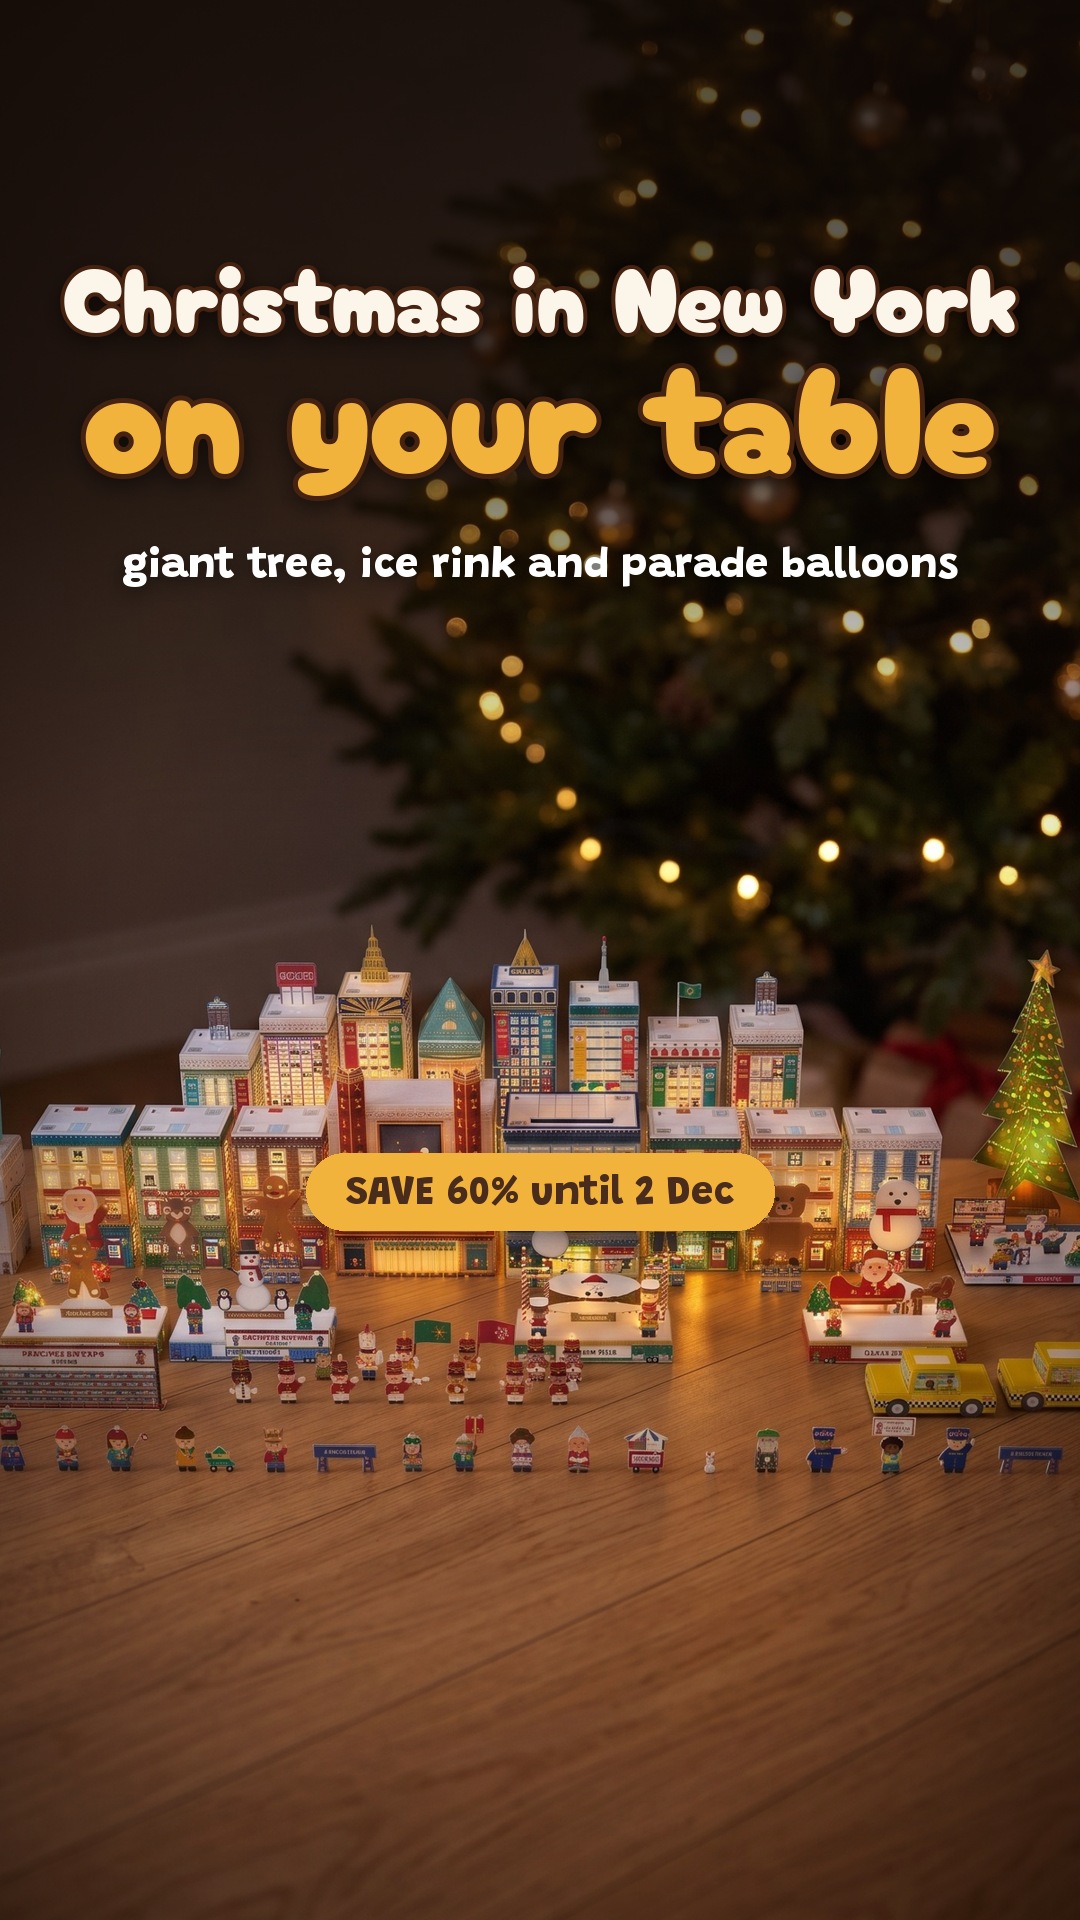 Christmas in New York
on your table
giant tree, ice rink and parade balloons
SAVE 60% until 2 Dec